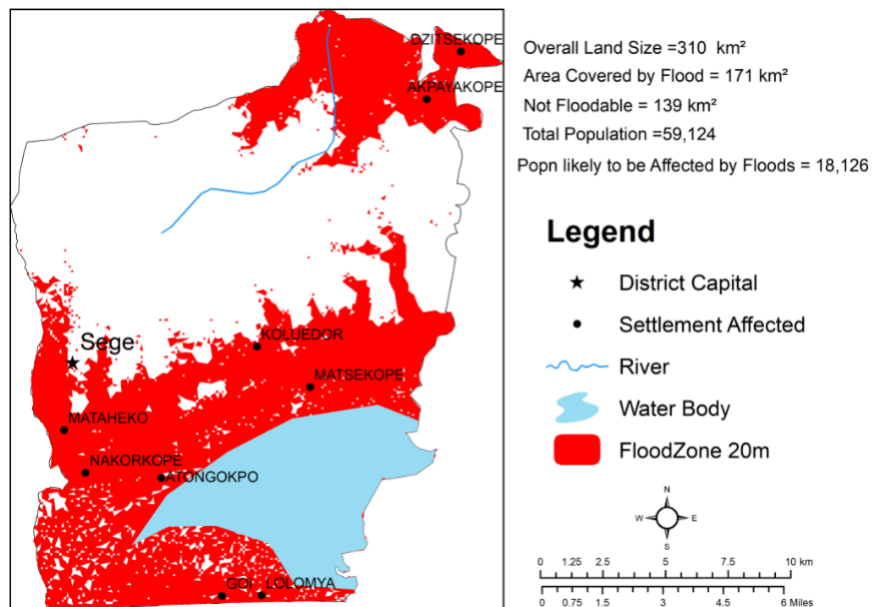 DZITSEKOPE
AKPAYAKOPE
KOLUEDOR
Sege
MATSEKOPE
MATAHEKO
NAKORKOPE
ATONGOKPO
GOI
LOLOMYA
Overall Land Size =310 km²
Area Covered by Flood = 171 km²
Not Floodable = 139 km²
Total Population =59,124
Popn likely to be Affected by Floods = 18,126
Legend
District Capital
Settlement Affected
River
Water Body
FloodZone 20m
N
W E
S
0 1.25 2.5 5 7.5 10 km
0 0.75 1.5 3 4.5 6 Miles